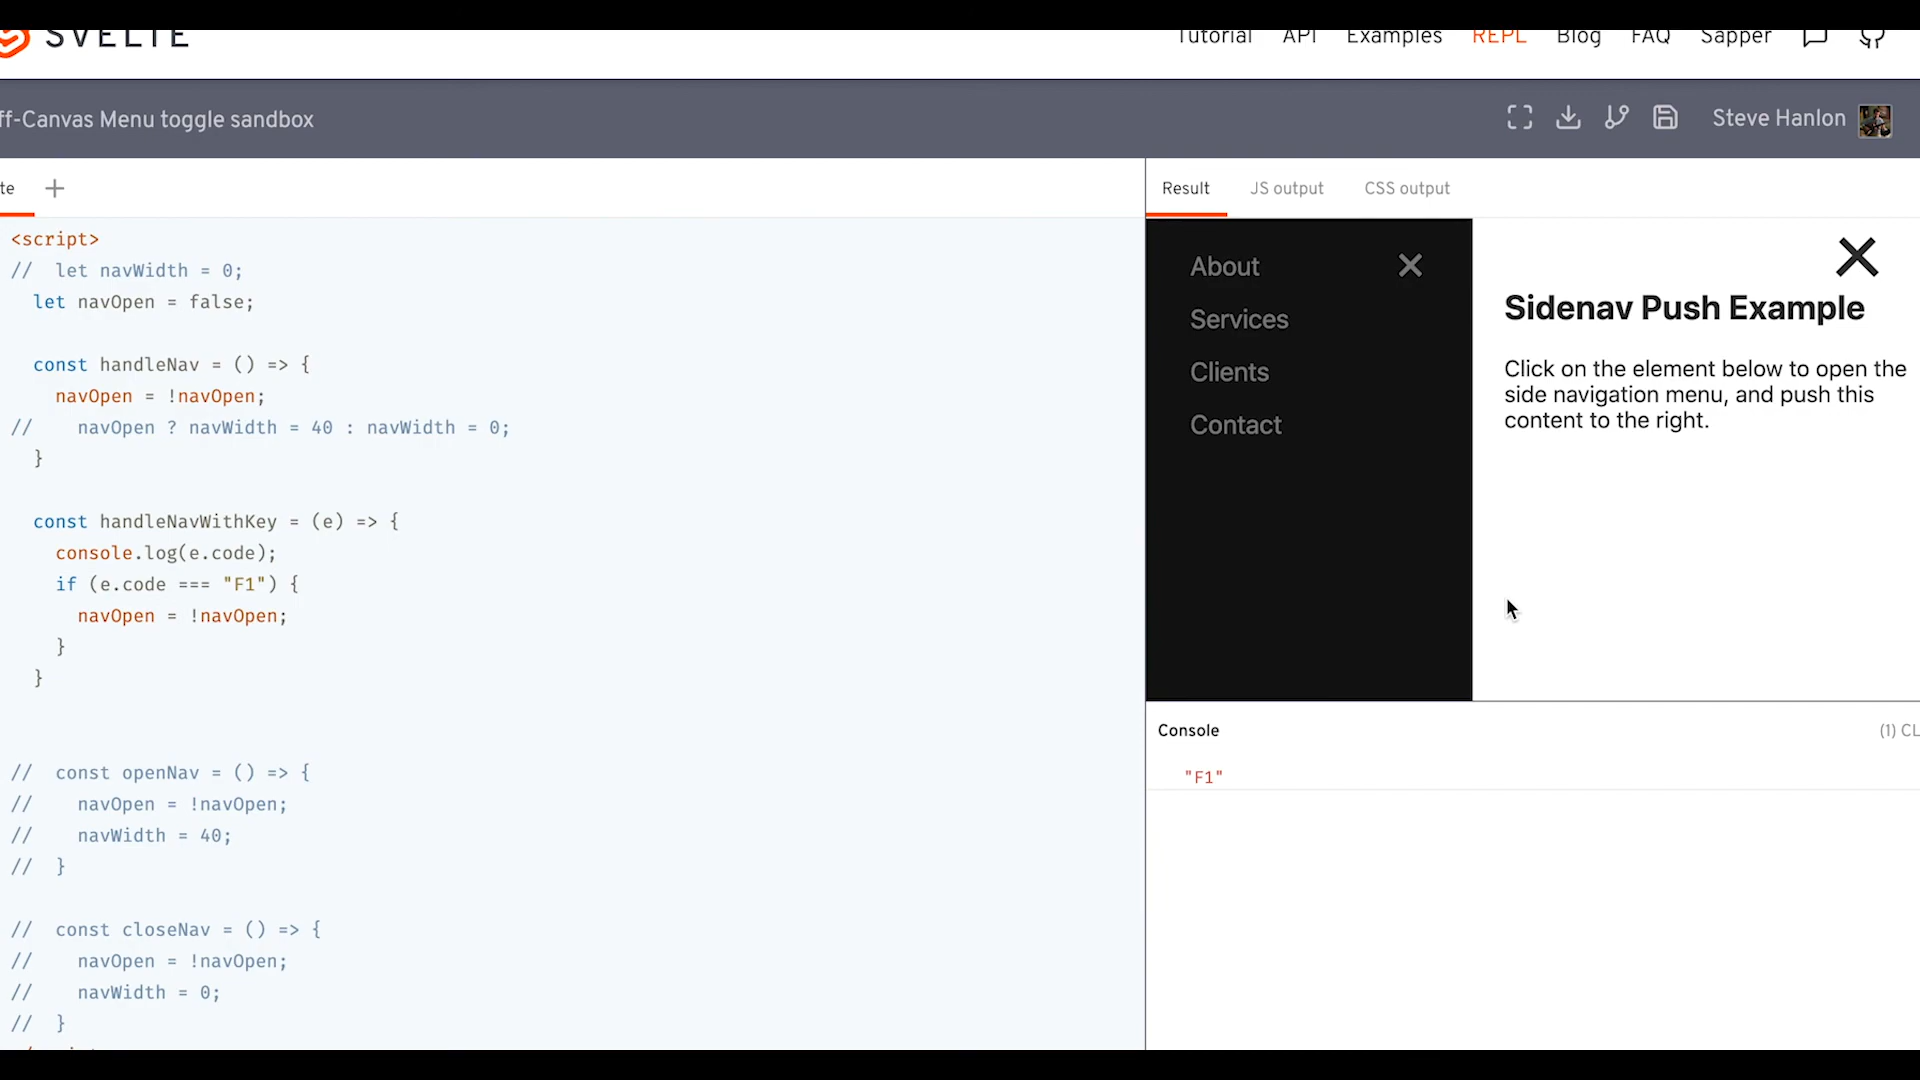 SVELTE
Tutorial API Examples REPL Blog FAQ Sapper
ff-Canvas Menu toggle sandbox
Steve Hanlon
te +
<script>
// let navWidth = 0;
let navOpen = false;
const handleNav = () => {
navOpen = !navOpen;
// navOpen ? navWidth = 40 : navWidth = 0;
}
const handleNavWithKey = (e) => {
console.log(e.code);
if (e.code === "F1") {
navOpen = !navOpen;
}
}
// const openNav = () => {
// navOpen = !navOpen;
// navWidth = 40;
// }
// const closeNav = () => {
// navOpen = !navOpen;
// navWidth = 0;
// }
Result JS output CSS output
About
Services
Clients
Contact
Sidenav Push Example
Click on the element below to open the
side navigation menu, and push this
content to the right.
Console
(1) CL
"F1"